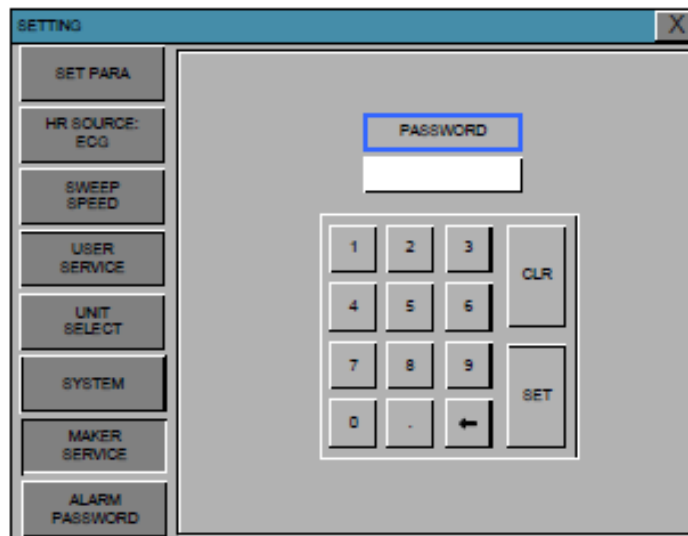 SETTING X
SET PARA
HR SOURCE:
ECG
SWEEP
SPEED
USER
SERVICE
UNIT
SELECT
SYSTEM
MAKER
SERVICE
ALARM
PASSWORD
PASSWORD
1 2 3
CLR
4 5 6
7 8 9
SET
0 . ←